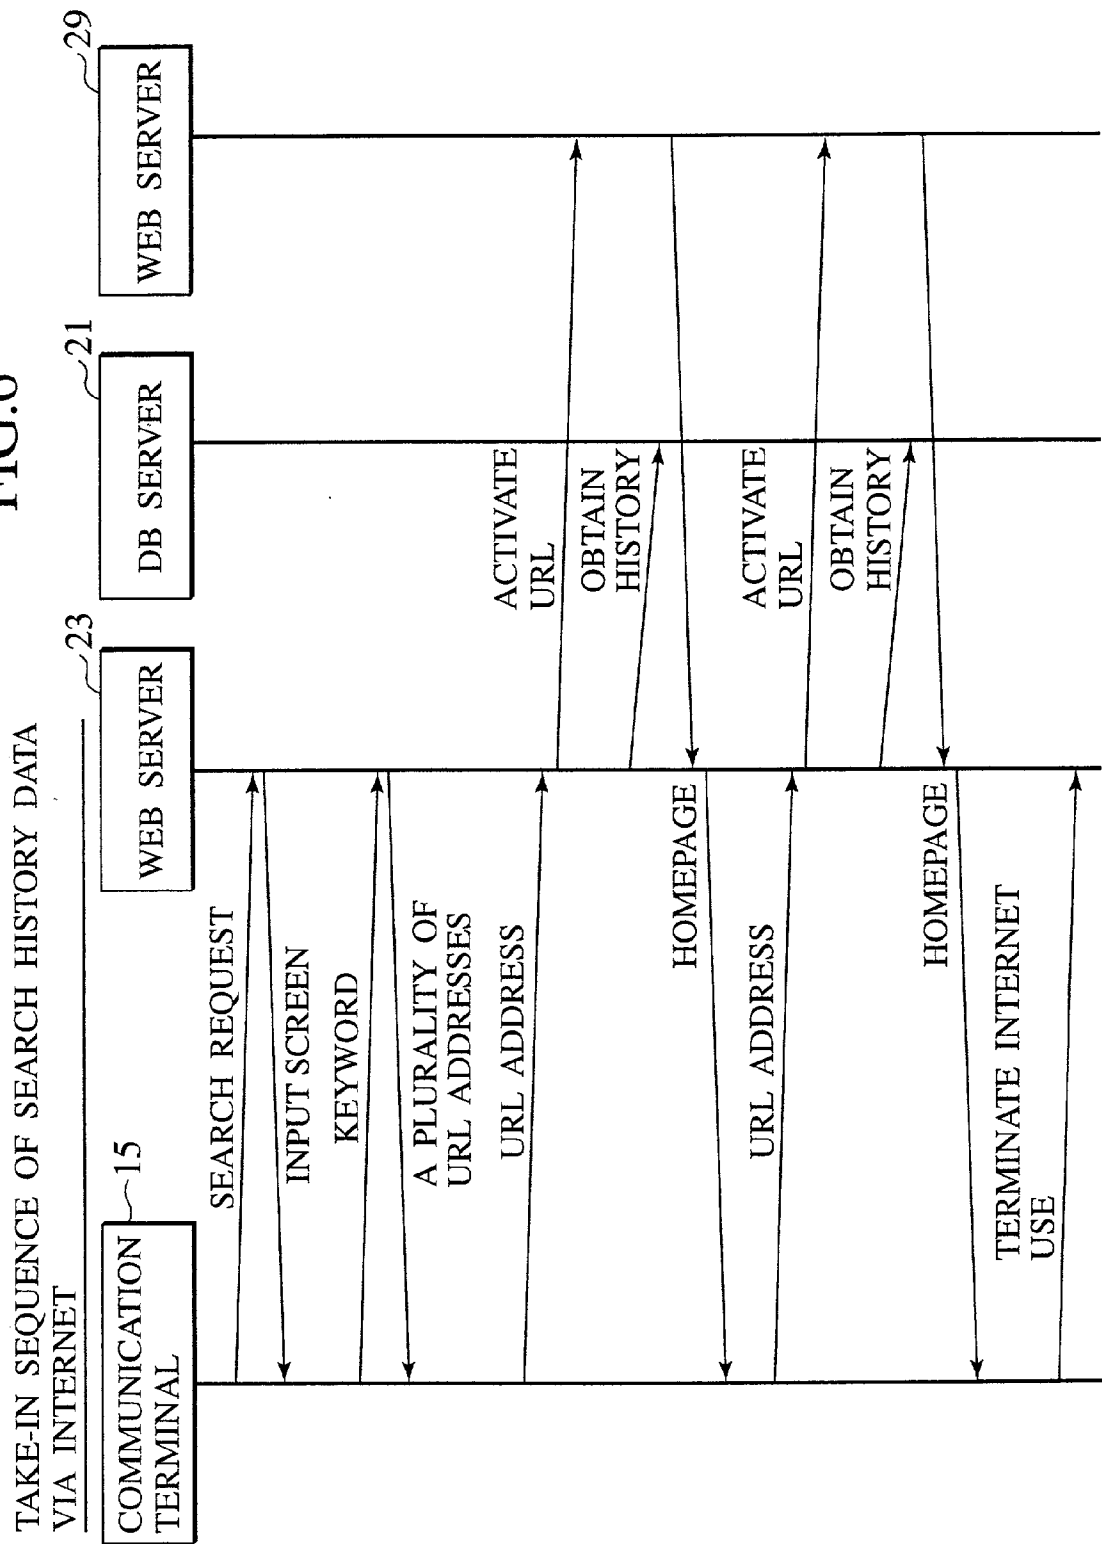 TAKE-IN SEQUENCE OF SEARCH HISTORY DATA
VIA INTERNET
COMMUNICATION
TERMINAL
15
WEB SERVER
23
DB SERVER
21
WEB SERVER
29
SEARCH REQUEST
INPUT SCREEN
KEYWORD
A PLURALITY OF
URL ADDRESSES
URL ADDRESS
ACTIVATE
URL
OBTAIN
HISTORY
HOMEPAGE
URL ADDRESS
ACTIVATE
URL
OBTAIN
HISTORY
HOMEPAGE
TERMINATE INTERNET
USE